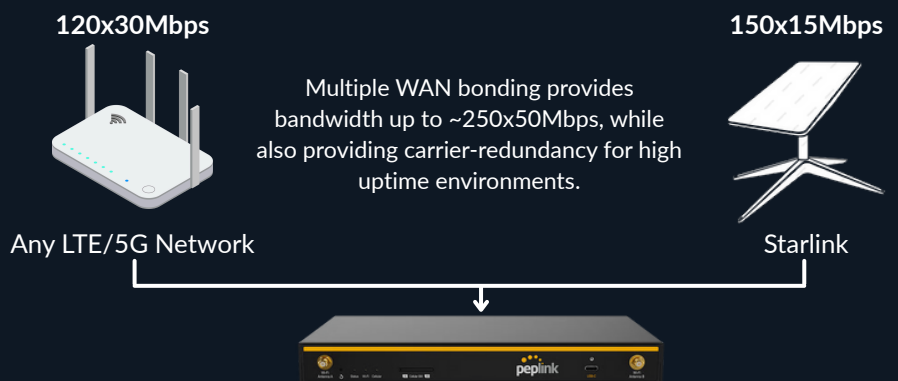 120x30Mbps
150x15Mbps
Multiple WAN bonding provides
bandwidth up to ~250x50Mbps, while
also providing carrier-redundancy for high
uptime environments.
Any LTE/5G Network
Starlink
peplink